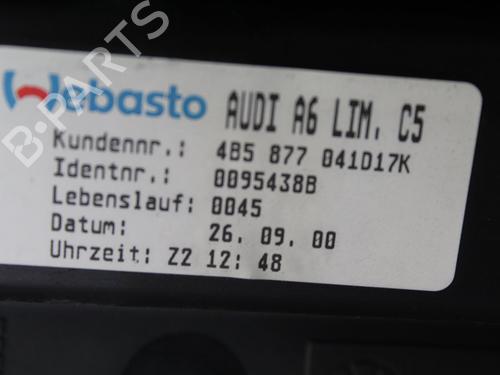 Webasto AUDI A6 LIM. C5
Kundennr.: 4B5 877 041D17K
Identnr.: 0095438B
Lebenslauf: 0045
Datum: 26. 09. 00
Uhrzeit: Z2 12: 48
B-PARTS